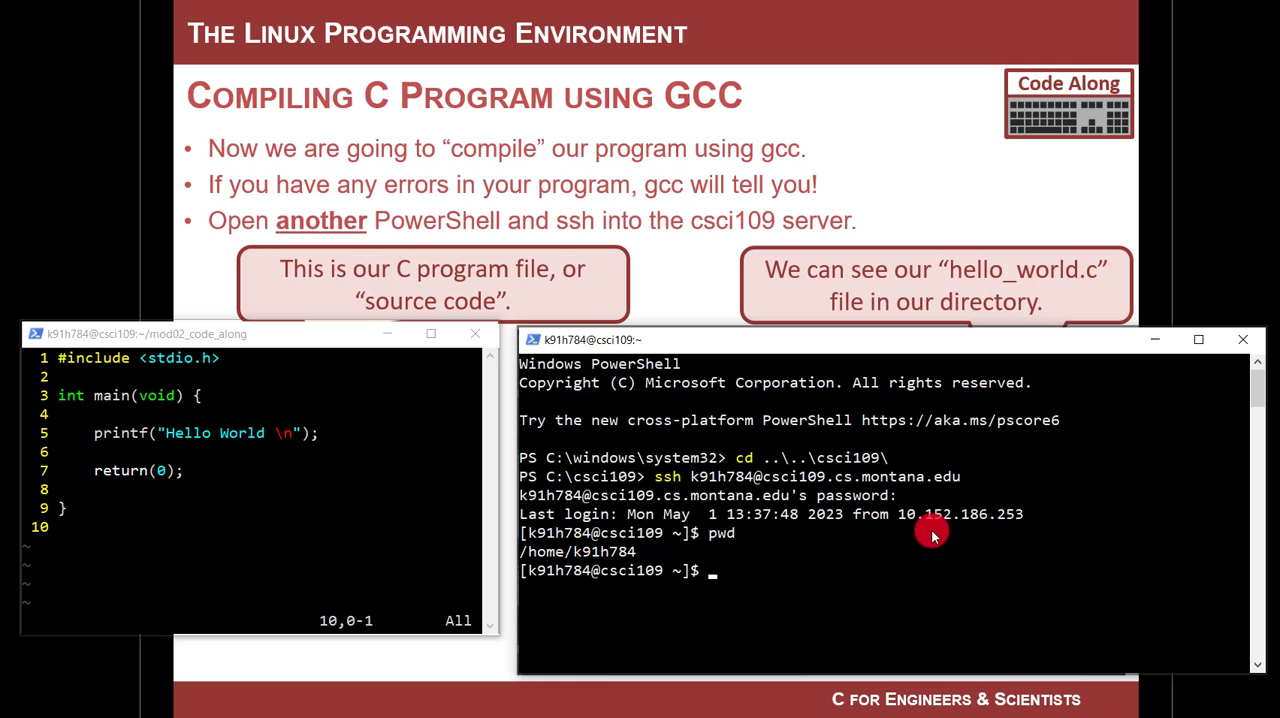 THE LINUX PROGRAMMING ENVIRONMENT
COMPILING C PROGRAM USING GCC
Code Along
• Now we are going to “compile” our program using gcc.
• If you have any errors in your program, gcc will tell you!
• Open another PowerShell and ssh into the csci109 server.
This is our C program file, or
“source code”.
We can see our “hello_world.c”
file in our directory.
k91h784@csci109:~/mod02_code_along
1 #include <stdio.h>
2
3 int main(void) {
4
5     printf("Hello World \n");
6
7     return(0);
8
9 }
10
~
~
~
~
10,0-1 All
k91h784@csci109:~
Windows PowerShell
Copyright (C) Microsoft Corporation. All rights reserved.
Try the new cross-platform PowerShell https://aka.ms/pscore6
PS C:\windows\system32> cd ..\..\csci109\
PS C:\csci109> ssh k91h784@csci109.cs.montana.edu
k91h784@csci109.cs.montana.edu's password:
Last login: Mon May  1 13:37:48 2023 from 10.152.186.253
[k91h784@csci109 ~]$ pwd
/home/k91h784
[k91h784@csci109 ~]$ _
C FOR ENGINEERS & SCIENTISTS